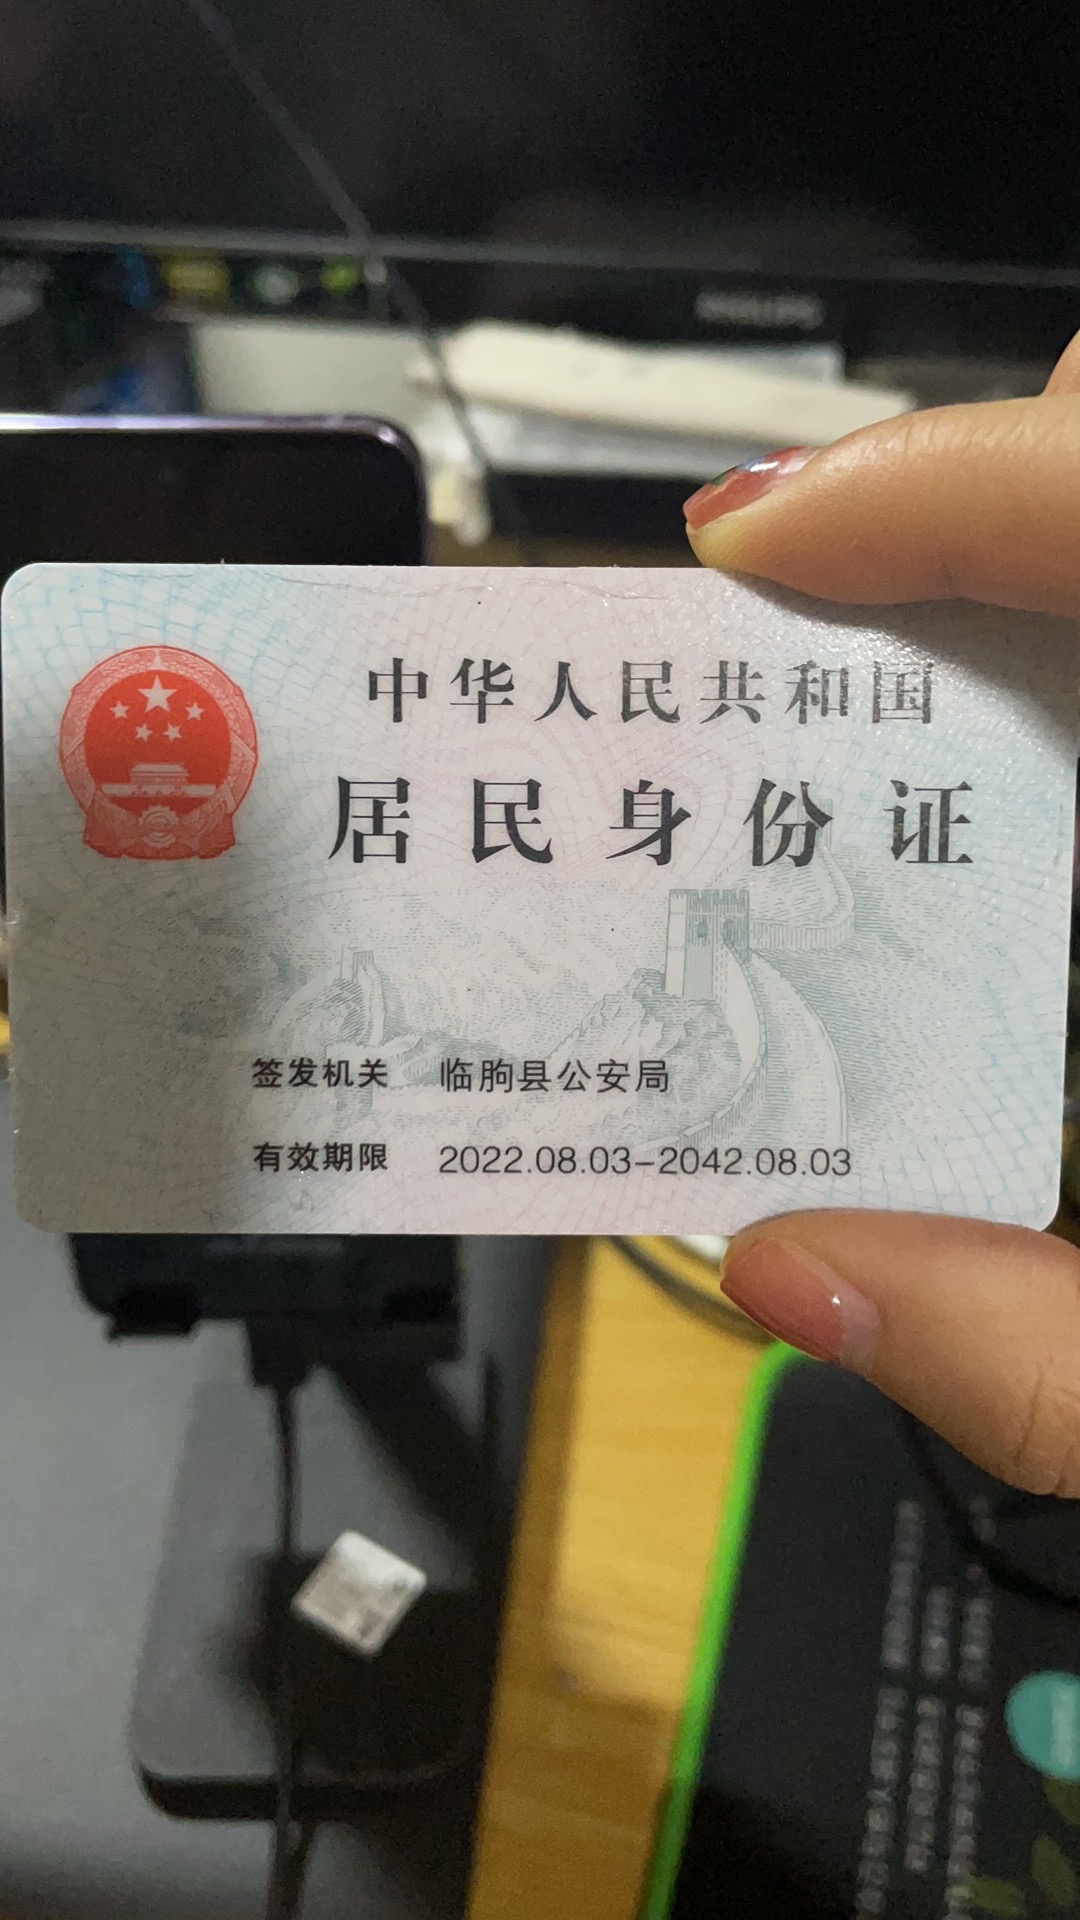 中华人民共和国
居民身份证
签发机关 临朐县公安局
有效期限 2022.08.03-2042.08.03